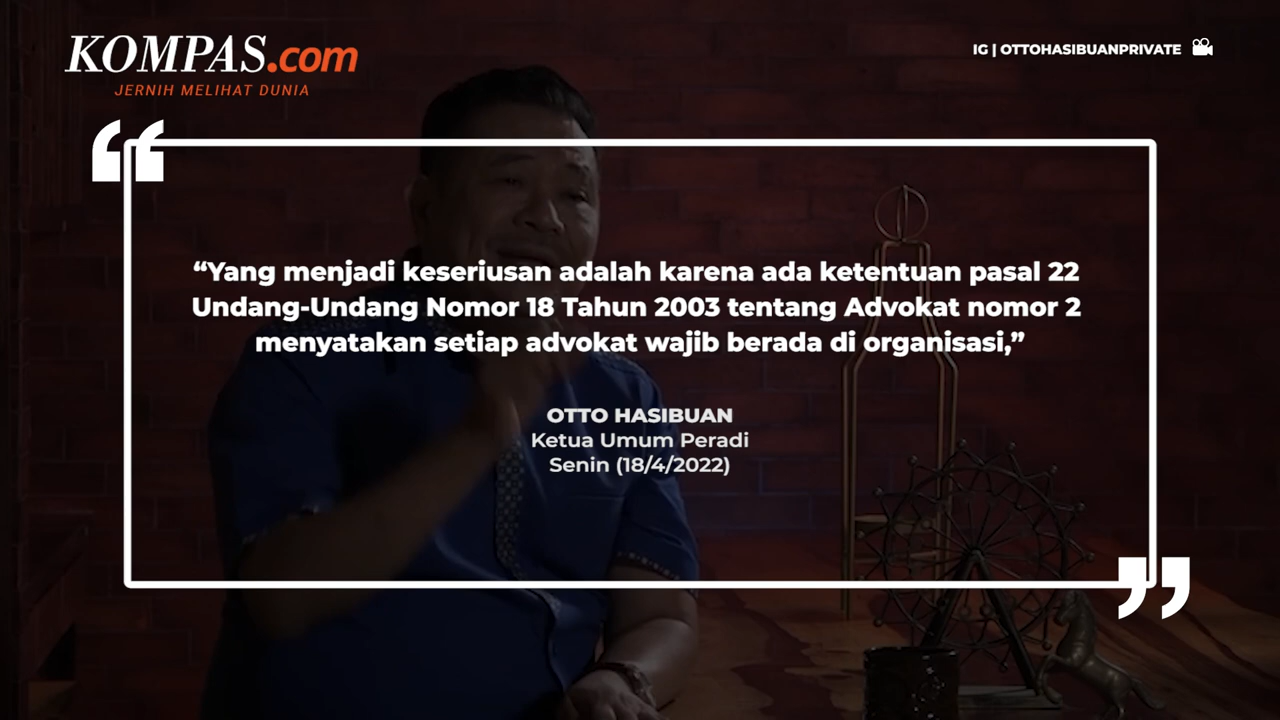 KOMPAS.com
JERNIH MELIHAT DUNIA
IG | OTTOHASIBUANPRIVATE
“Yang menjadi keseriusan adalah karena ada ketentuan pasal 22
Undang-Undang Nomor 18 Tahun 2003 tentang Advokat nomor 2
menyatakan setiap advokat wajib berada di organisasi,”
OTTO HASIBUAN
Ketua Umum Peradi
Senin (18/4/2022)